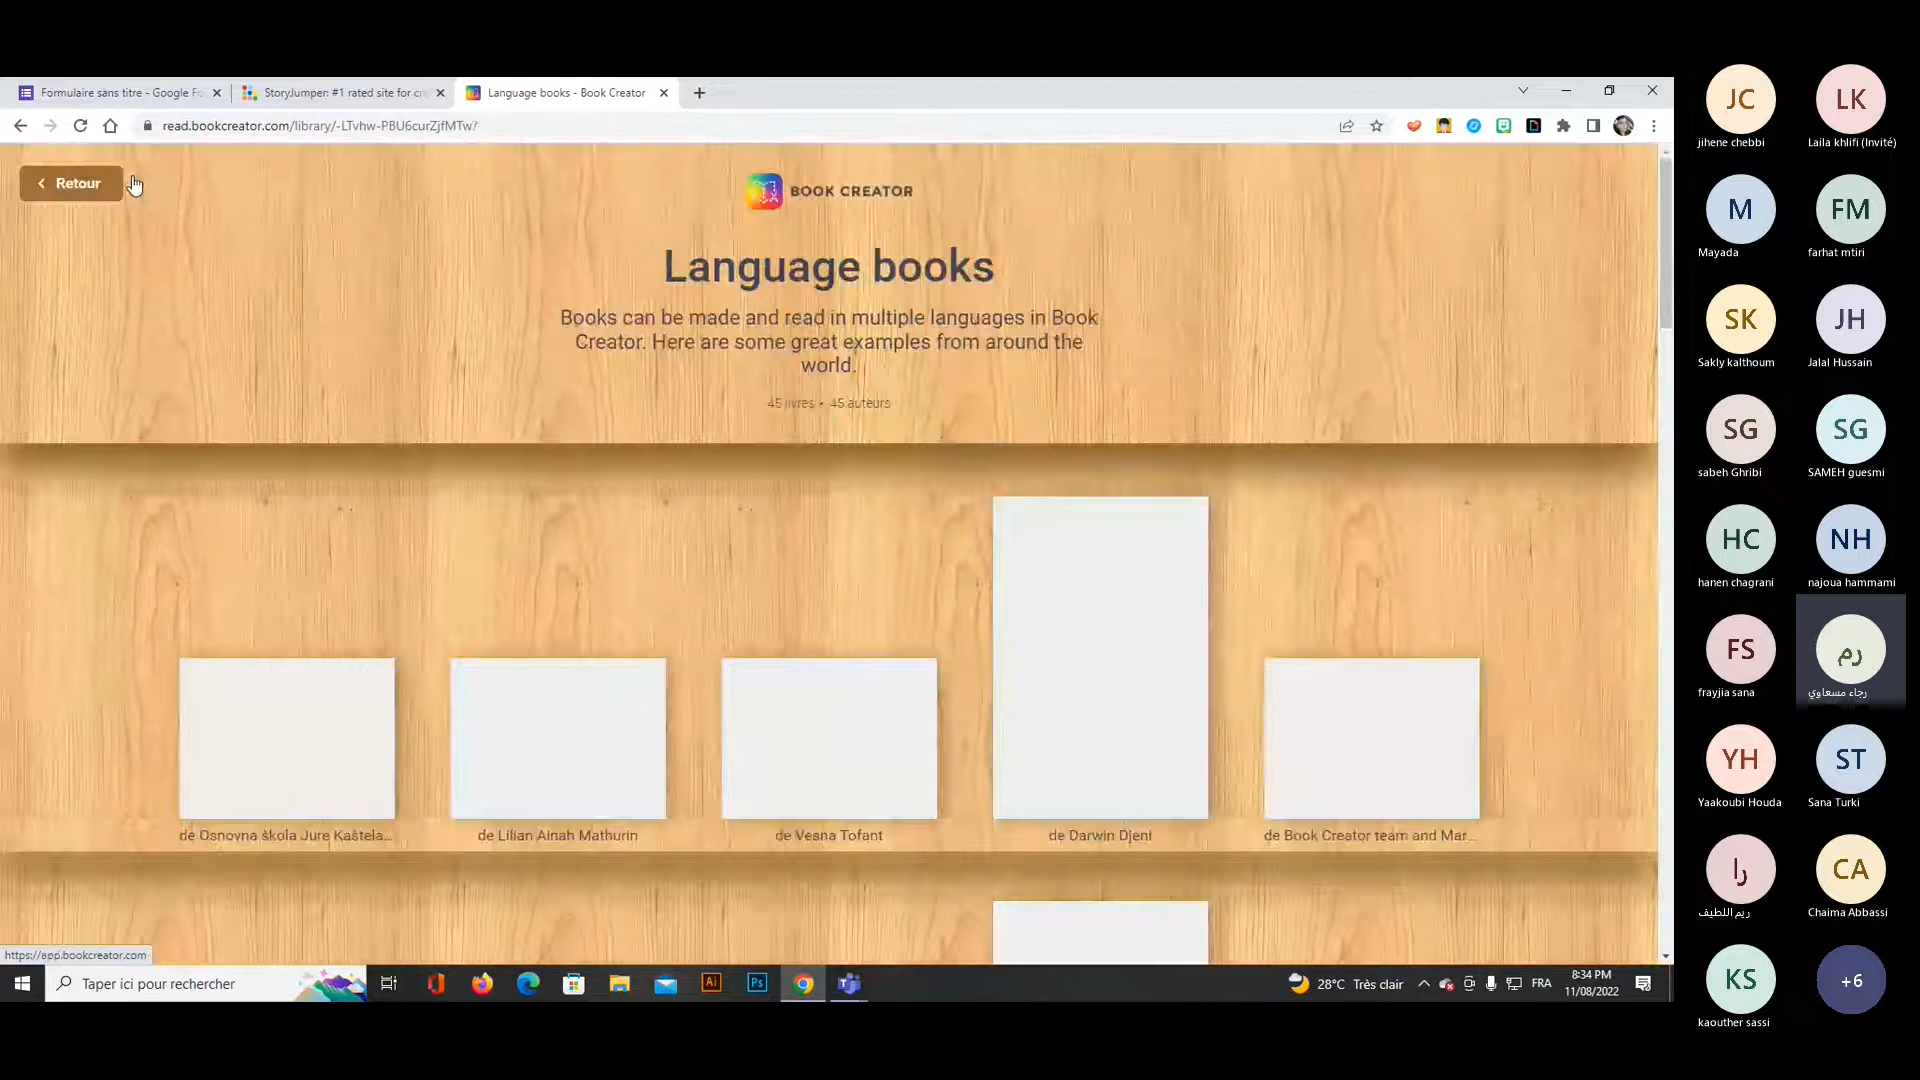 Formulaire sans titre - Google Fo
StoryJumper: #1 rated site for cre
Language books - Book Creator
read.bookcreator.com/library/-LTvhw-PBU6curZjfMTw?
Retour
BOOK CREATOR
Language books
Books can be made and read in multiple languages in Book
Creator. Here are some great examples from around the
world.
45 livres • 45 auteurs
de Osnovna škola Jure Kaštela...
de Lilian Ainah Mathurin
de Vesna Tofant
de Darwin Djeni
de Book Creator team and Mar...
https://app.bookcreator.com
Taper ici pour rechercher
Ai
Ps
28°C Très clair
FRA
8:34 PM
11/08/2022
JC
jihene chebbi
LK
Laila khlifi (Invité)
M
Mayada
FM
farhat mtiri
SK
Sakly kalthoum
JH
Jalal Hussain
SG
sabeh Ghribi
SG
SAMEH guesmi
HC
hanen chagrani
NH
najoua hammami
FS
frayjia sana
رم
رجاء مسعاوي
YH
Yaakoubi Houda
ST
Sana Turki
را
ريم اللطيف
CA
Chaima Abbassi
KS
kaouther sassi
+6